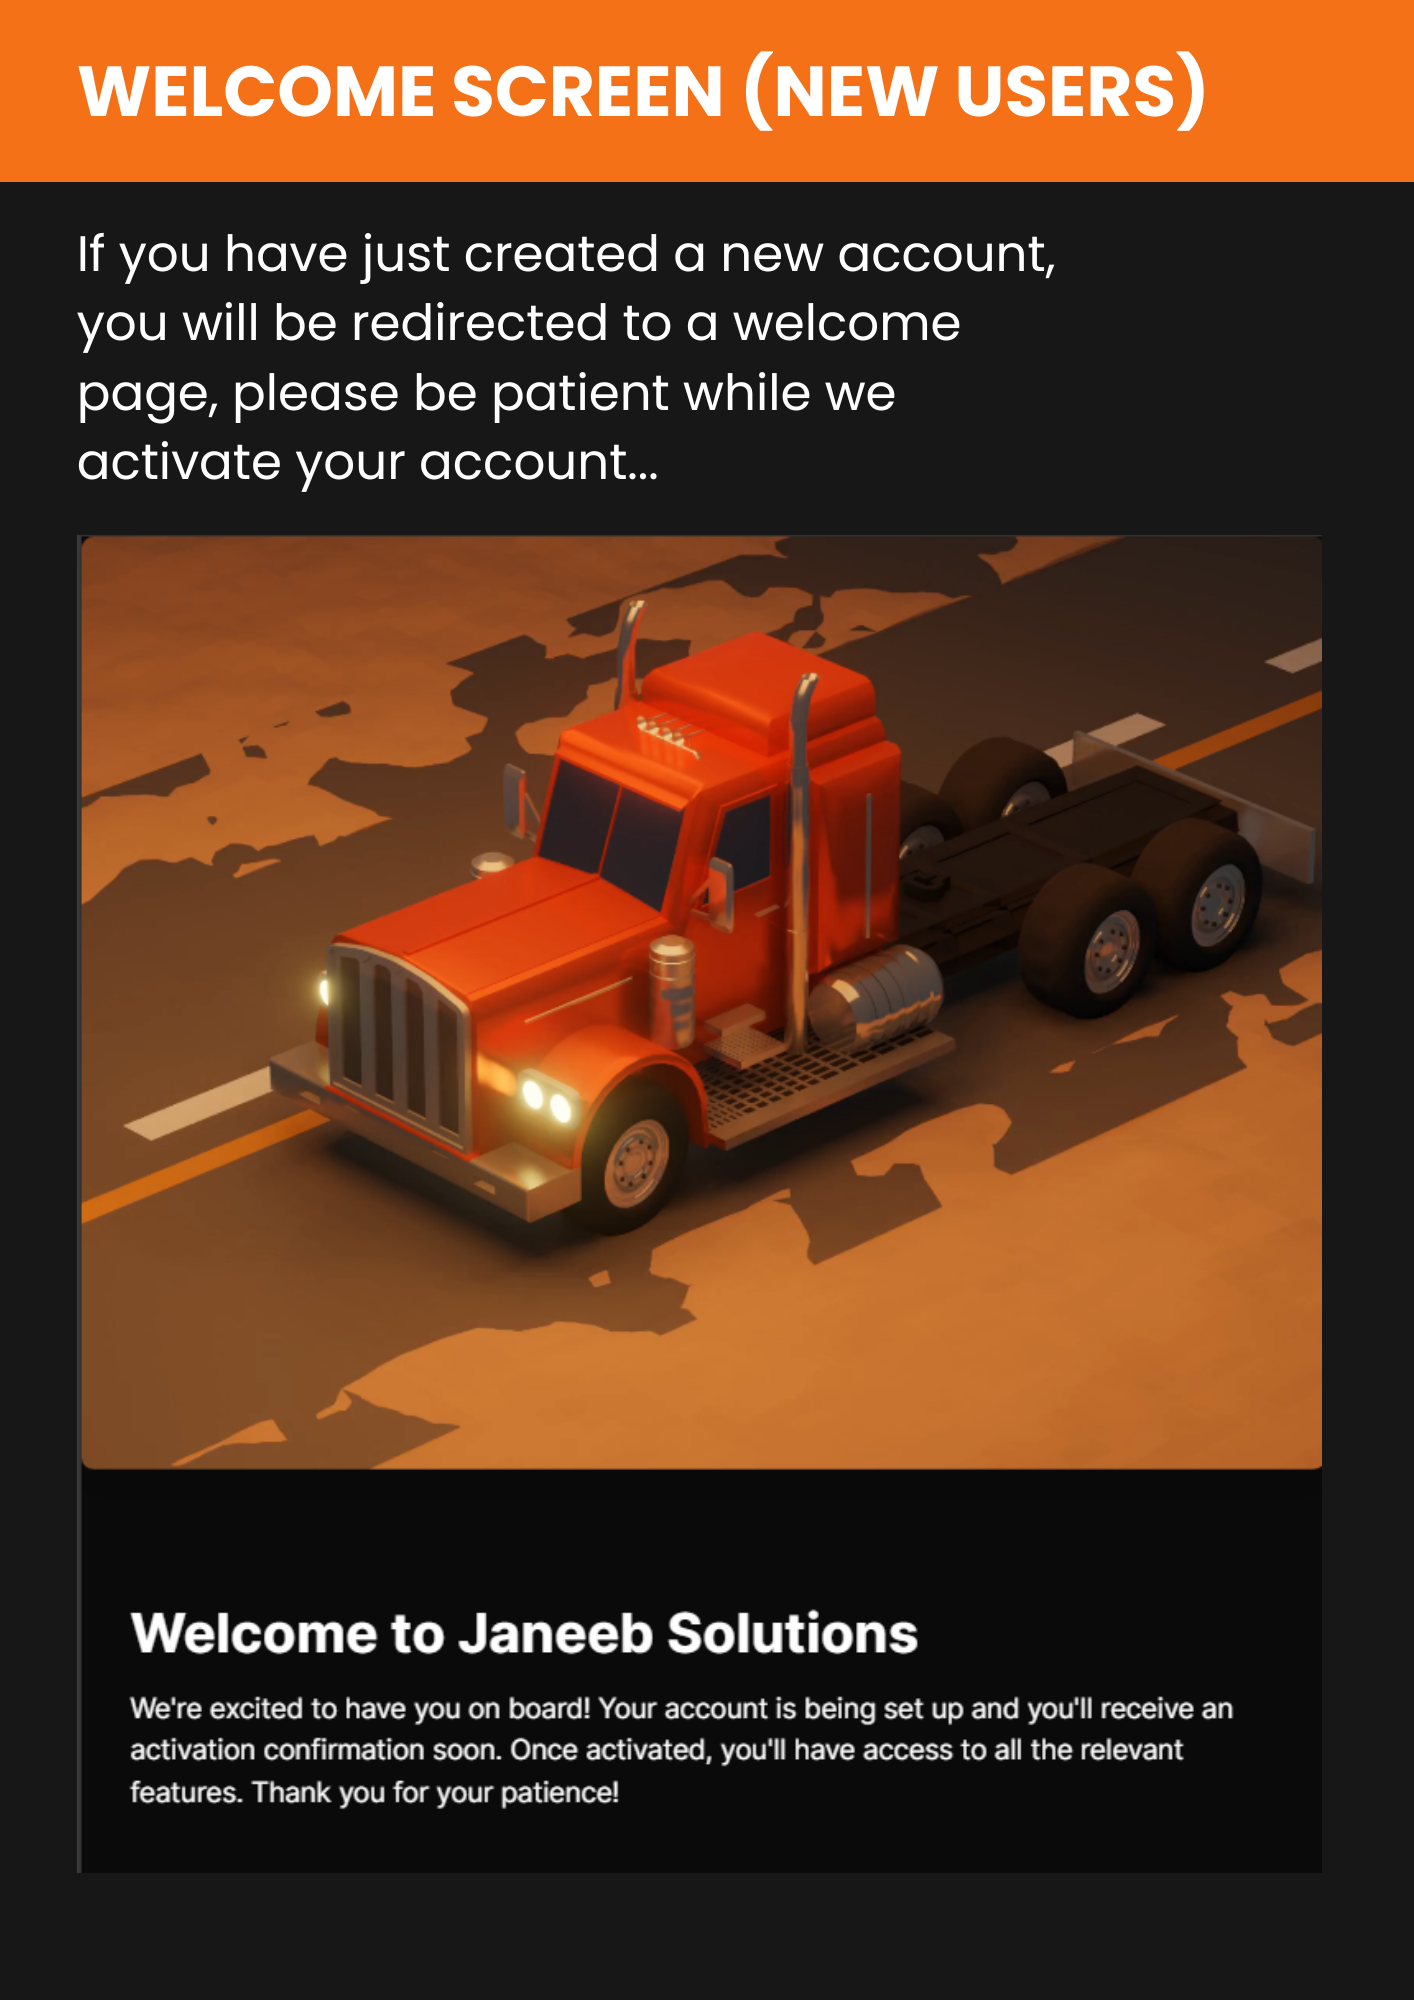 WELCOME SCREEN (NEW USERS)
If you have just created a new account,
you will be redirected to a welcome
page, please be patient while we
activate your account...
Welcome to Janeeb Solutions
We're excited to have you on board! Your account is being set up and you'll receive an
activation confirmation soon. Once activated, you'll have access to all the relevant
features. Thank you for your patience!